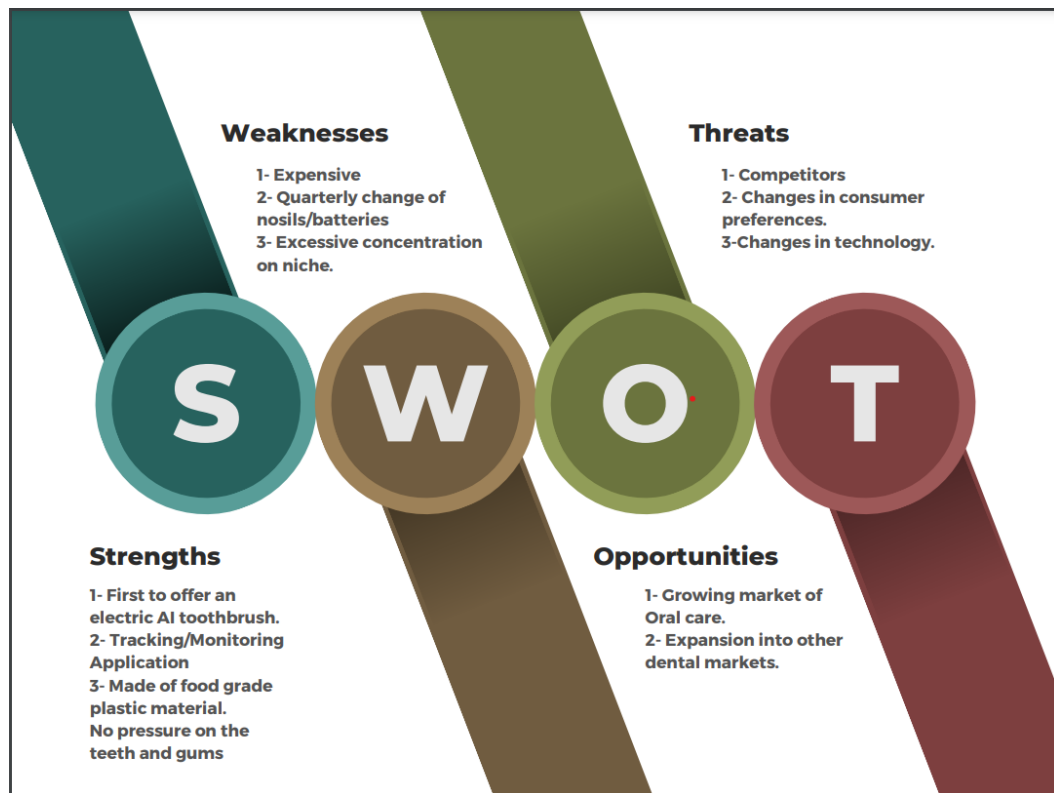 Weaknesses
1- Expensive
2- Quarterly change of
nosils/batteries
3- Excessive concentration
on niche.
Threats
1- Competitors
2- Changes in consumer
preferences.
3-Changes in technology.
S
W
O
T
Strengths
1- First to offer an
electric AI toothbrush.
2- Tracking/Monitoring
Application
3- Made of food grade
plastic material.
No pressure on the
teeth and gums
Opportunities
1- Growing market of
Oral care.
2- Expansion into other
dental markets.